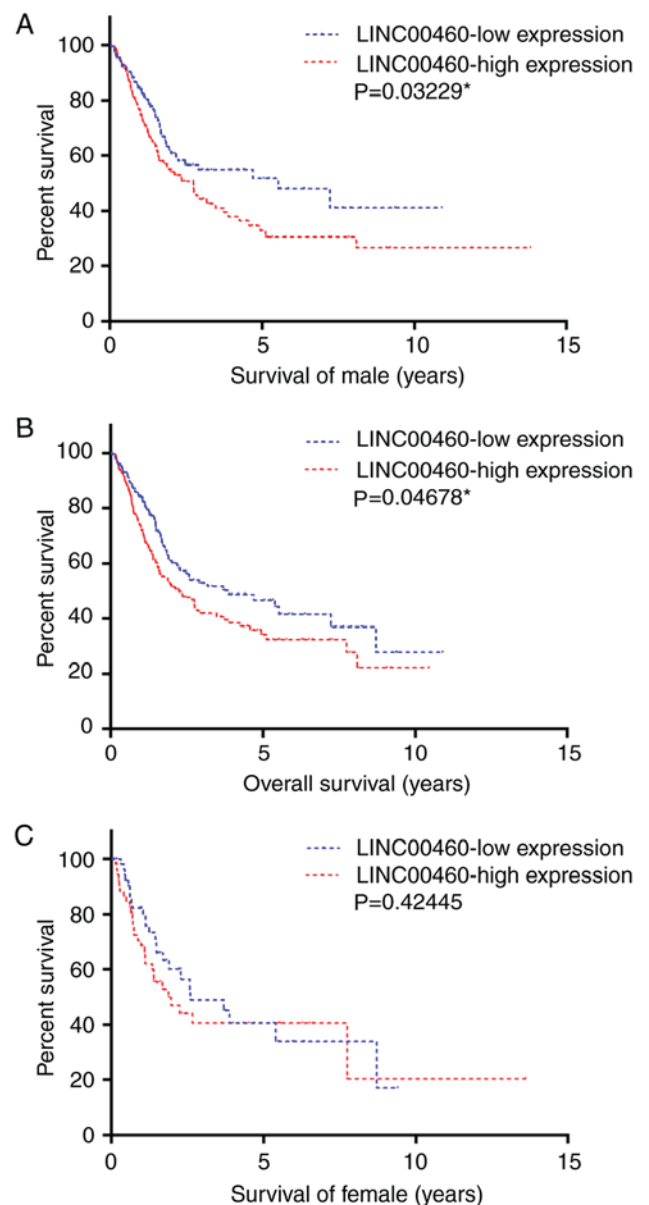 A
LINC00460-low expression
LINC00460-high expression
P=0.03229*
100
80
60
40
20
0
Percent survival
0 5 10 15
Survival of male (years)
B
LINC00460-low expression
LINC00460-high expression
P=0.04678*
100
80
60
40
20
0
Percent survival
0 5 10 15
Overall survival (years)
C
LINC00460-low expression
LINC00460-high expression
P=0.42445
100
80
60
40
20
0
Percent survival
0 5 10 15
Survival of female (years)